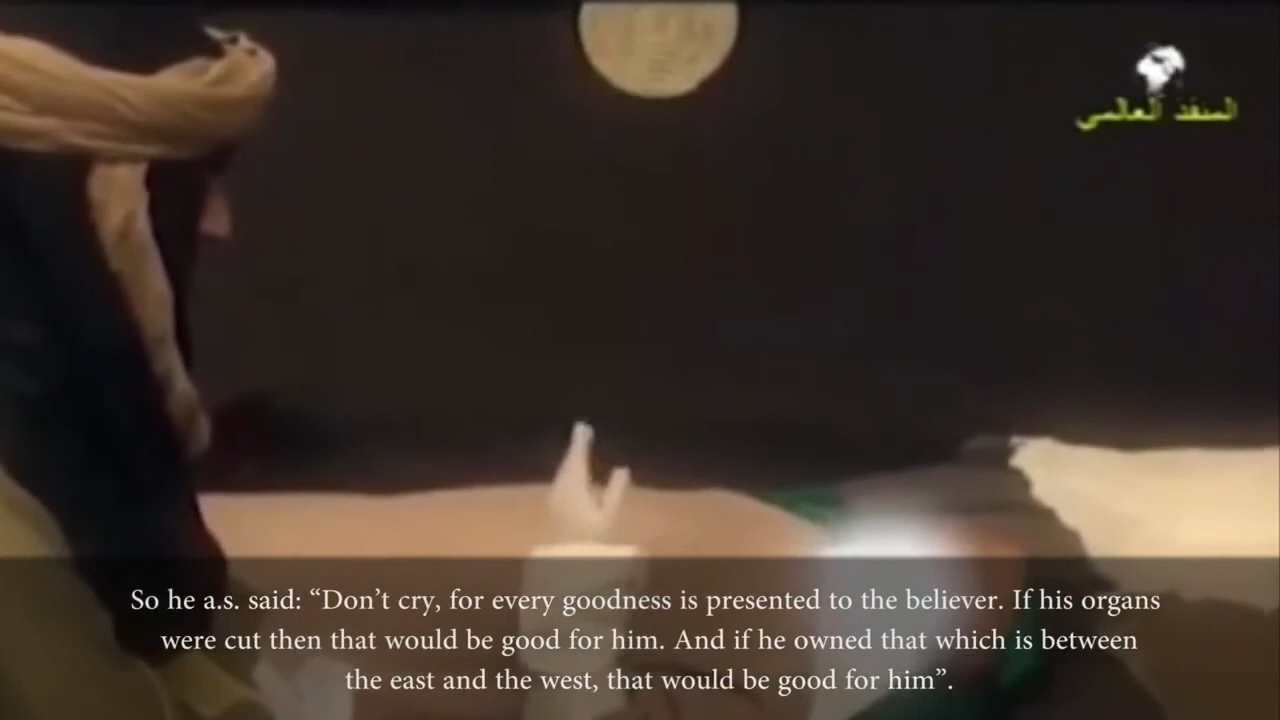 المنقذ العالمي
So he a.s. said: “Don’t cry, for every goodness is presented to the believer. If his organs
were cut then that would be good for him. And if he owned that which is between
the east and the west, that would be good for him”.